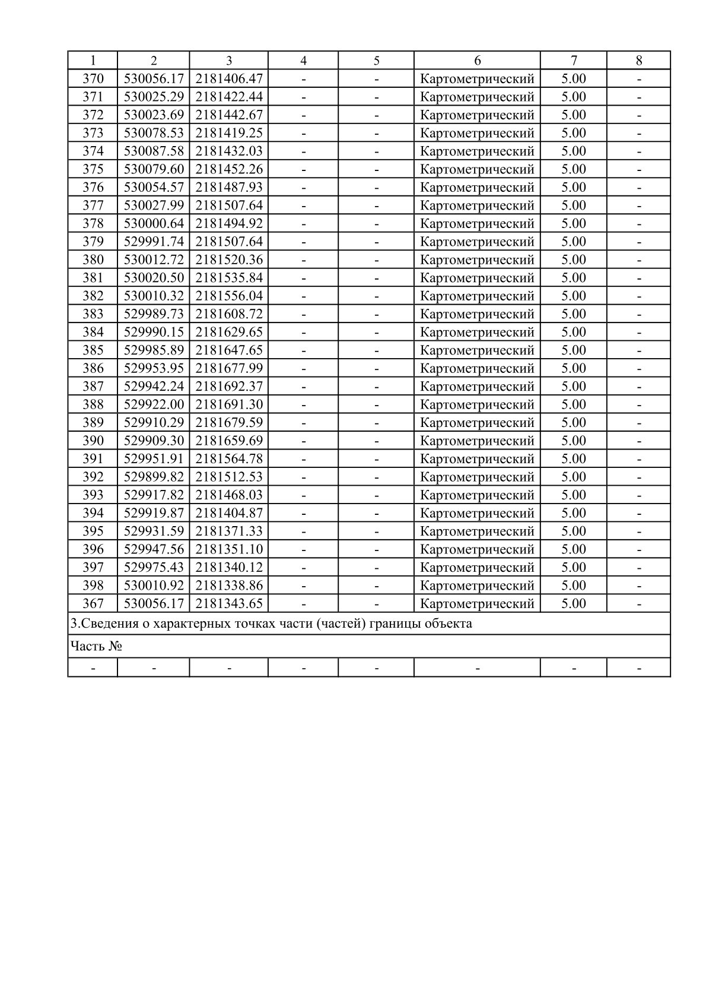 1 2 3 4 5 6 7 8
370 530056.17 2181406.47 - - Картометрический 5.00 -
371 530025.29 2181422.44 - - Картометрический 5.00 -
372 530023.69 2181442.67 - - Картометрический 5.00 -
373 530078.53 2181419.25 - - Картометрический 5.00 -
374 530087.58 2181432.03 - - Картометрический 5.00 -
375 530079.60 2181452.26 - - Картометрический 5.00 -
376 530054.57 2181487.93 - - Картометрический 5.00 -
377 530027.99 2181507.64 - - Картометрический 5.00 -
378 530000.64 2181494.92 - - Картометрический 5.00 -
379 529991.74 2181507.64 - - Картометрический 5.00 -
380 530012.72 2181520.36 - - Картометрический 5.00 -
381 530020.50 2181535.84 - - Картометрический 5.00 -
382 530010.32 2181556.04 - - Картометрический 5.00 -
383 529989.73 2181608.72 - - Картометрический 5.00 -
384 529990.15 2181629.65 - - Картометрический 5.00 -
385 529985.89 2181647.65 - - Картометрический 5.00 -
386 529953.95 2181677.99 - - Картометрический 5.00 -
387 529942.24 2181692.37 - - Картометрический 5.00 -
388 529922.00 2181691.30 - - Картометрический 5.00 -
389 529910.29 2181679.59 - - Картометрический 5.00 -
390 529909.30 2181659.69 - - Картометрический 5.00 -
391 529951.91 2181564.78 - - Картометрический 5.00 -
392 529899.82 2181512.53 - - Картометрический 5.00 -
393 529917.82 2181468.03 - - Картометрический 5.00 -
394 529919.87 2181404.87 - - Картометрический 5.00 -
395 529931.59 2181371.33 - - Картометрический 5.00 -
396 529947.56 2181351.10 - - Картометрический 5.00 -
397 529975.43 2181340.12 - - Картометрический 5.00 -
398 530010.92 2181338.86 - - Картометрический 5.00 -
367 530056.17 2181343.65 - - Картометрический 5.00 -
3.Сведения о характерных точках части (частей) границы объекта
Часть №
- - - - - - - -